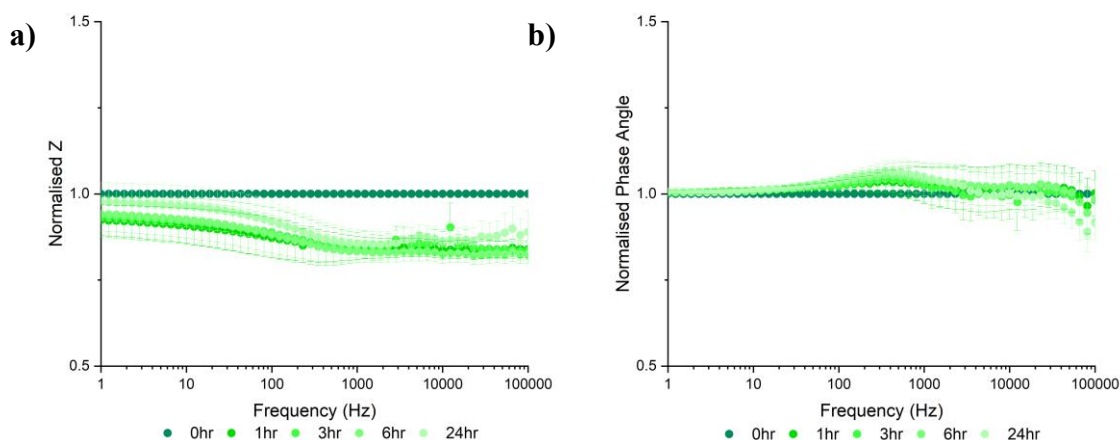 a)
1.5
1.0
0.5
Normalised Z
1 10 100 1000 10000 100000
Frequency (Hz)
0hr 1hr 3hr 6hr 24hr
b)
1.5
1.0
0.5
Normalised Phase Angle
1 10 100 1000 10000 100000
Frequency (Hz)
0hr 1hr 3hr 6hr 24hr